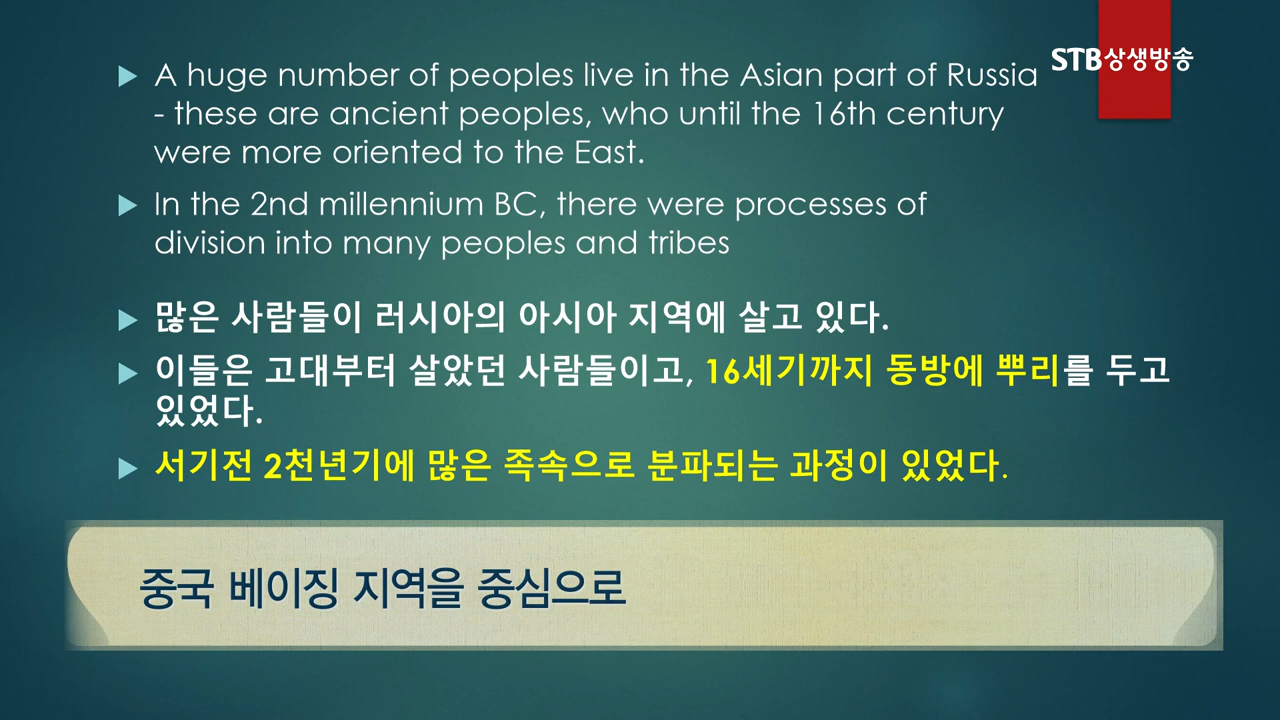 STB상생방송
A huge number of peoples live in the Asian part of Russia
- these are ancient peoples, who until the 16th century
were more oriented to the East.
In the 2nd millennium BC, there were processes of
division into many peoples and tribes
많은 사람들이 러시아의 아시아 지역에 살고 있다.
이들은 고대부터 살았던 사람들이고, 16세기까지 동방에 뿌리를 두고
있었다.
서기전 2천년기에 많은 족속으로 분파되는 과정이 있었다.
중국 베이징 지역을 중심으로